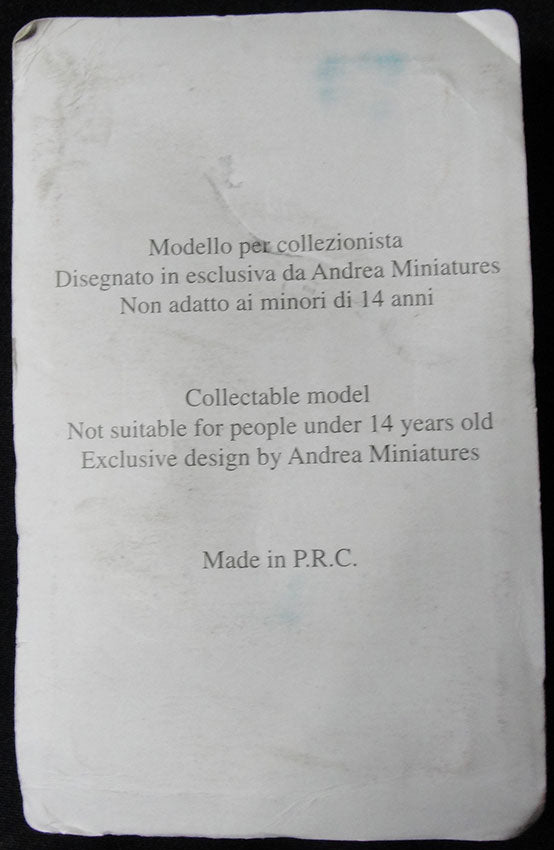 Modello per collezionista
Disegnato in esclusiva da Andrea Miniatures
Non adatto ai minori di 14 anni
Collectable model
Not suitable for people under 14 years old
Exclusive design by Andrea Miniatures
Made in P.R.C.